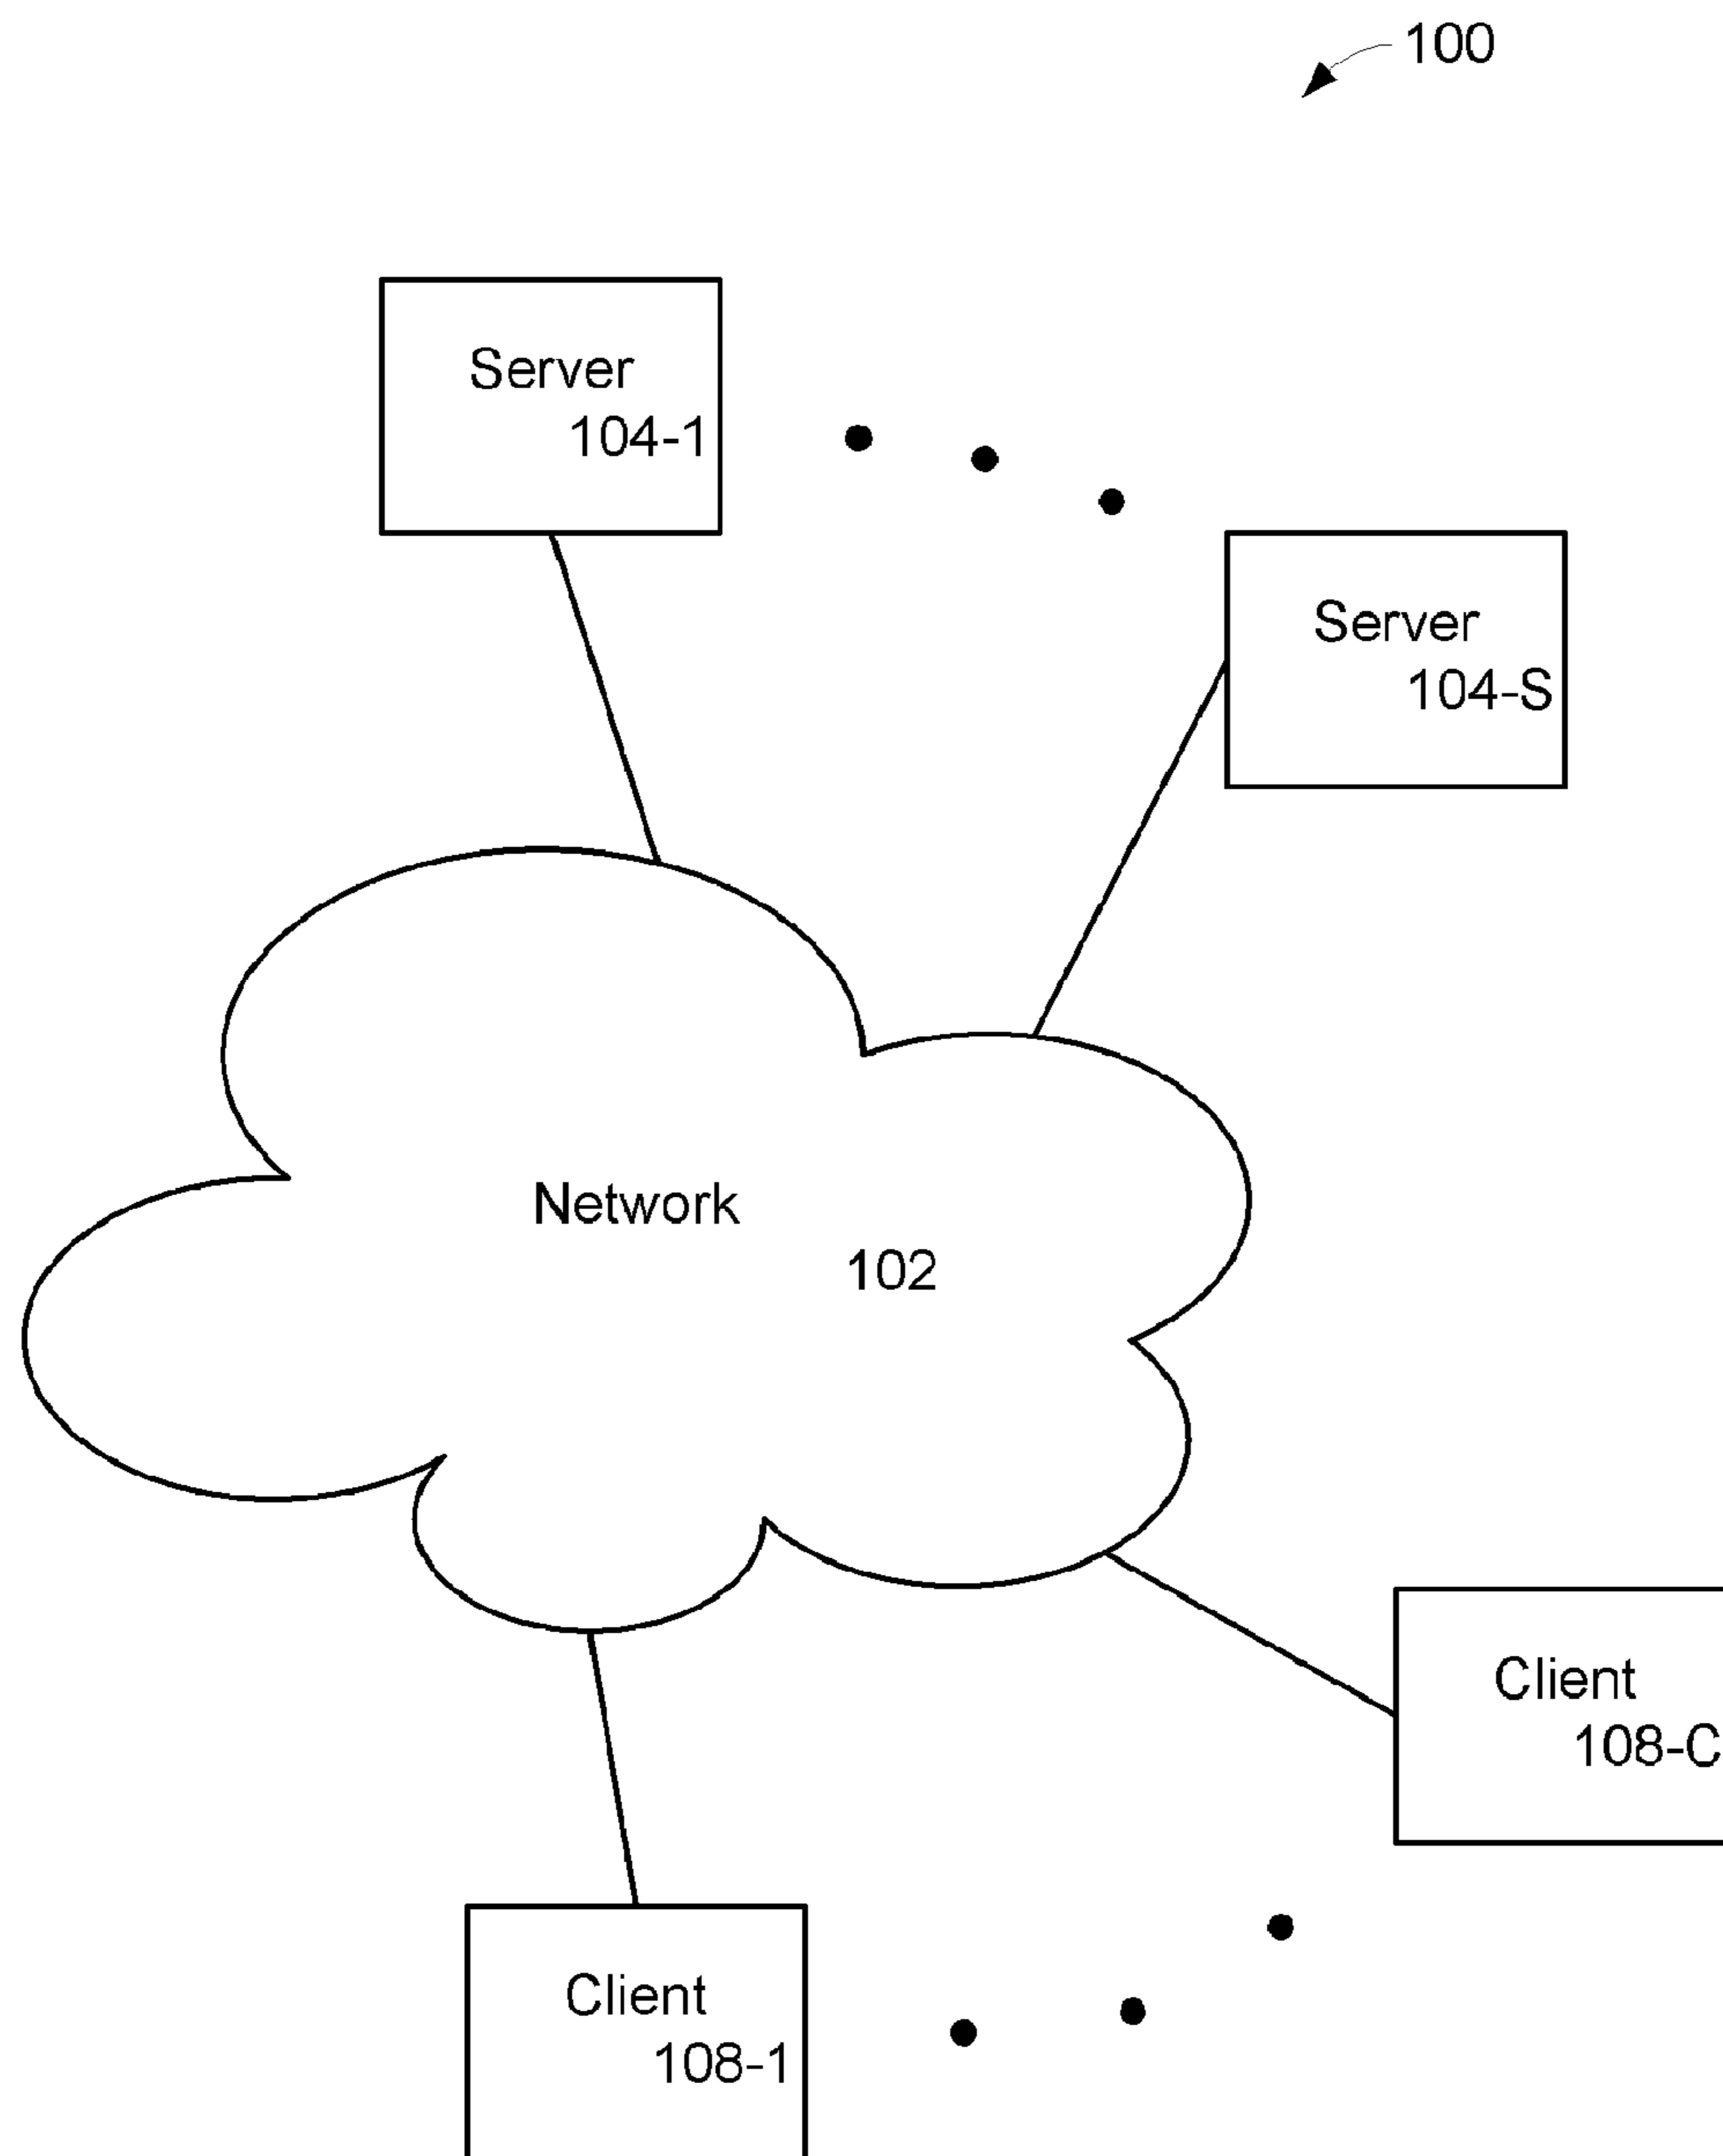 100
Server
104-1
Server
104-S
Network
102
Client
108-C
Client
108-1